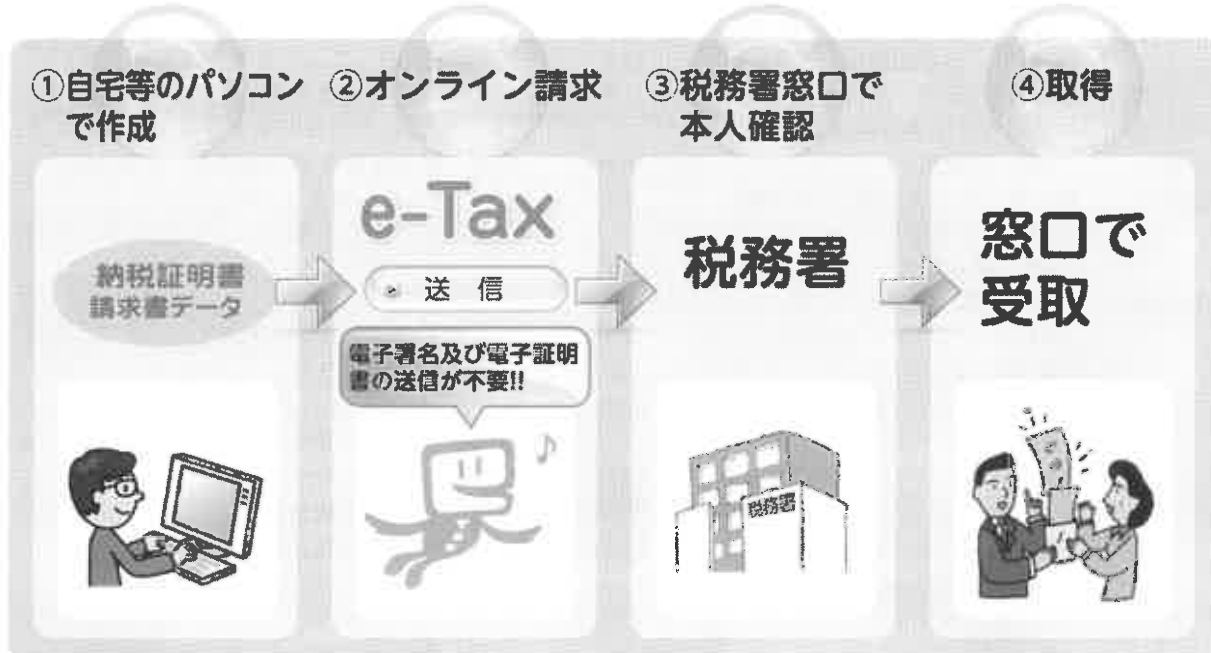 ①自宅等のパソコン
で作成
納税証明書
請求書データ
②オンライン請求
e-Tax
送 信
電子署名及び電子証明
書の送信が不要!!
③税務署窓口で
本人確認
税務署
税務署
④取得
窓口で
受取